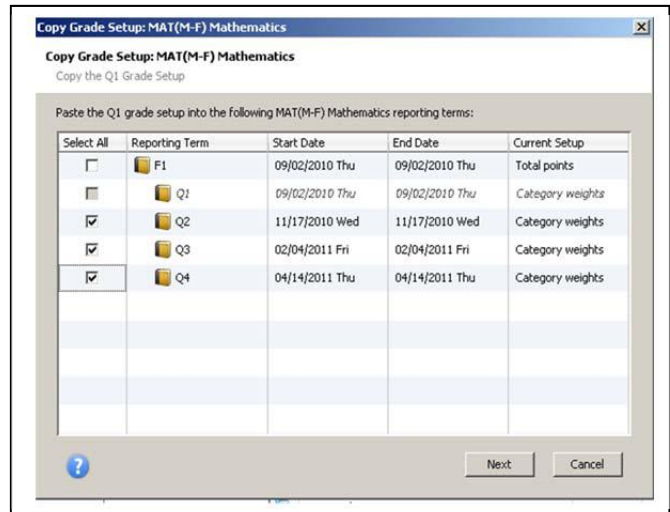 Copy Grade Setup: MAT(M-F) Mathematics
Copy Grade Setup: MAT(M-F) Mathematics
Copy the Q1 Grade Setup
Paste the Q1 grade setup into the following MAT(M-F) Mathematics reporting terms:
Select All Reporting Term Start Date End Date Current Setup
F1 09/02/2010 Thu 09/02/2010 Thu Total points
Q1 09/02/2010 Thu 09/02/2010 Thu Category weights
Q2 11/17/2010 Wed 11/17/2010 Wed Category weights
Q3 02/04/2011 Fri 02/04/2011 Fri Category weights
Q4 04/14/2011 Thu 04/14/2011 Thu Category weights
? Next Cancel